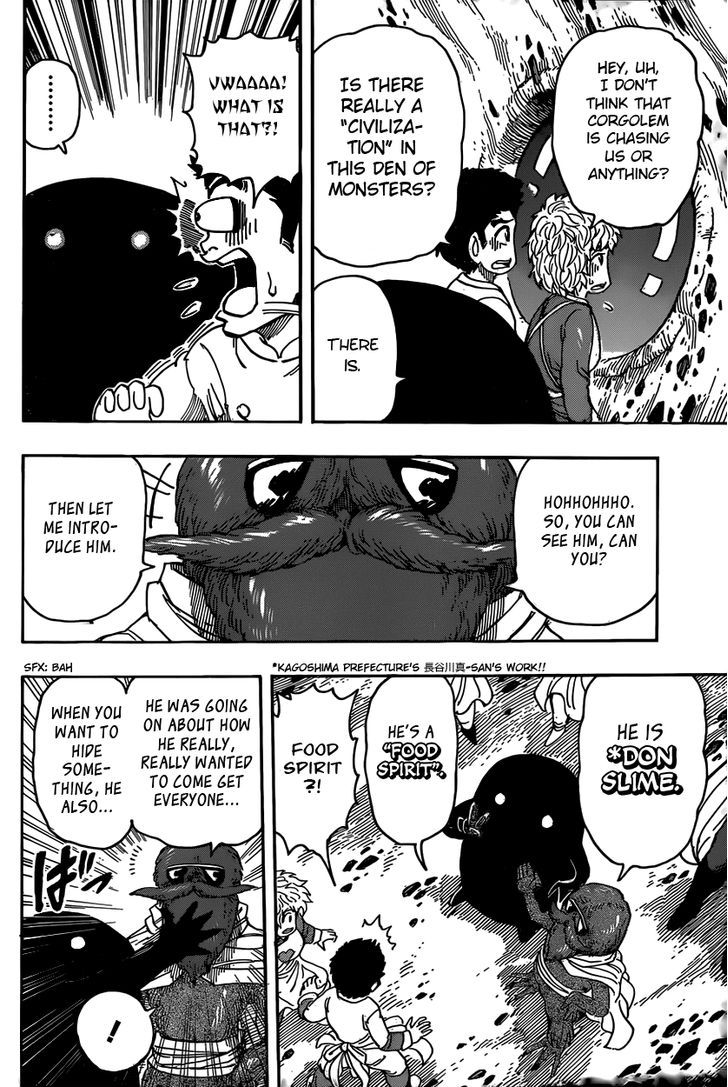 HEY, UH,
I DON'T
THINK THAT
CORGOLEM
IS CHASING
US OR
ANYTHING?
IS THERE
REALLY A
"CIVILIZA-
TION" IN
THIS DEN OF
MONSTERS?
THERE
IS.
VWAAAA!
WHAT IS
THAT?!
.........
HOHHOHHHO.
SO, YOU CAN
SEE HIM, CAN
YOU?
THEN LET
ME INTRO-
DUCE HIM.
SFX: BAH
*KAGOSHIMA PREFECTURE'S 長谷川真-SAN'S WORK!!
HE IS
*DON
SLIME.
HE'S A
"FOOD
SPIRIT".
FOOD
SPIRIT
?!
HE WAS GOING
ON ABOUT HOW
HE REALLY,
REALLY WANTED
TO COME GET
EVERYONE...
WHEN YOU
WANT TO
HIDE
SOME-
THING, HE
ALSO...
ばっ
!